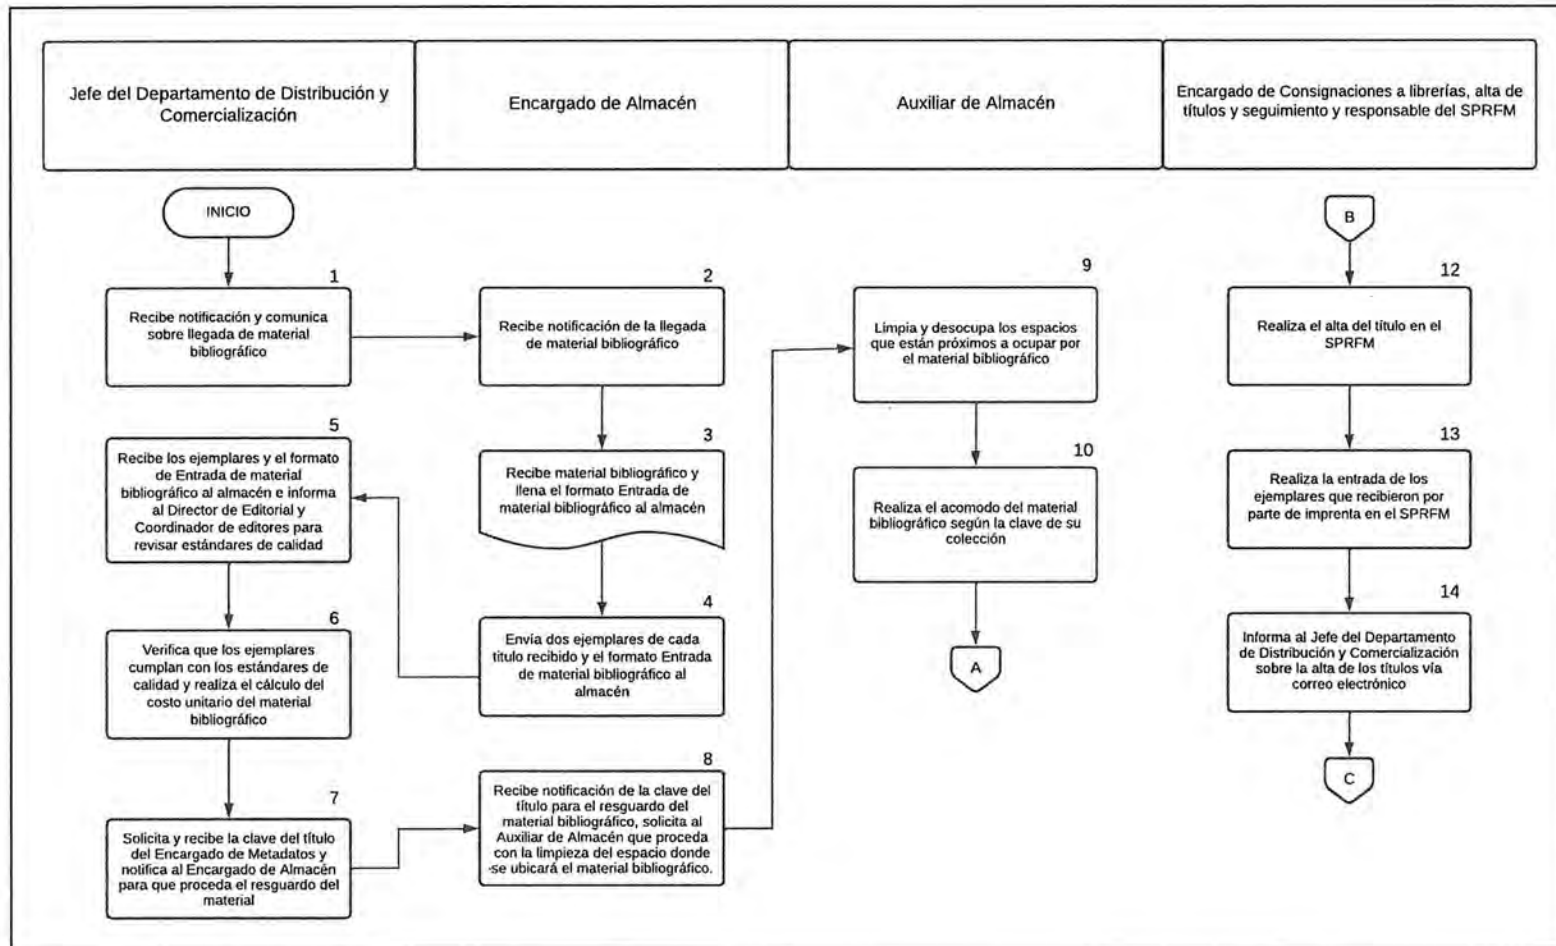 Jefe del Departamento de Distribución y
Comercialización
Encargado de Almacén
Auxiliar de Almacén
Encargado de Consignaciones a librerías, alta de
títulos y seguimiento y responsable del SPRFM
INICIO
1
Recibe notificación y comunica
sobre llegada de material
bibliográfico
2
Recibe notificación de la llegada
de material bibliográfico
3
Recibe material bibliográfico y
llena el formato Entrada de
material bibliográfico al almacén
4
Envía dos ejemplares de cada
título recibido y el formato Entrada
de material bibliográfico al
almacén
5
Recibe los ejemplares y el formato
de Entrada de material
bibliográfico al almacén e informa
al Director de Editorial y
Coordinador de editores para
revisar estándares de calidad
6
Verifica que los ejemplares
cumplan con los estándares de
calidad y realiza el cálculo del
costo unitario del material
bibliográfico
7
Solicita y recibe la clave del título
del Encargado de Metadatos y
notifica al Encargado de Almacén
para que proceda el resguardo del
material
8
Recibe notificación de la clave del
título para el resguardo del
material bibliográfico, solicita al
Auxiliar de Almacén que proceda
con la limpieza del espacio donde
se ubicará el material bibliográfico.
9
Limpia y desocupa los espacios
que están próximos a ocupar por
el material bibliográfico
10
Realiza el acomodo del material
bibliográfico según la clave de su
colección
A
B
12
Realiza el alta del título en el
SPRFM
13
Realiza la entrada de los
ejemplares que recibieron por
parte de imprenta en el SPRFM
14
Informa al Jefe del Departamento
de Distribución y Comercialización
sobre la alta de los títulos vía
correo electrónico
C